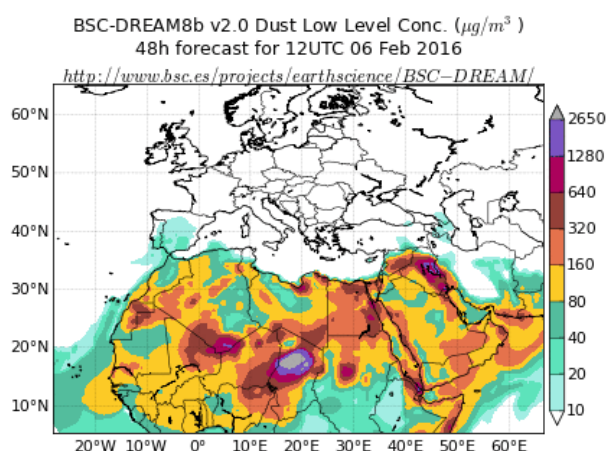 BSC-DREAM8b v2.0 Dust Low Level Conc. (μg/m³ )
48h forecast for 12UTC 06 Feb 2016
http://www.bsc.es/projects/earthscience/BSC−DREAM/
60°N
50°N
40°N
30°N
20°N
10°N
20°W 10°W 0° 10°E 20°E 30°E 40°E 50°E 60°E
2650
1280
640
320
160
80
40
20
10